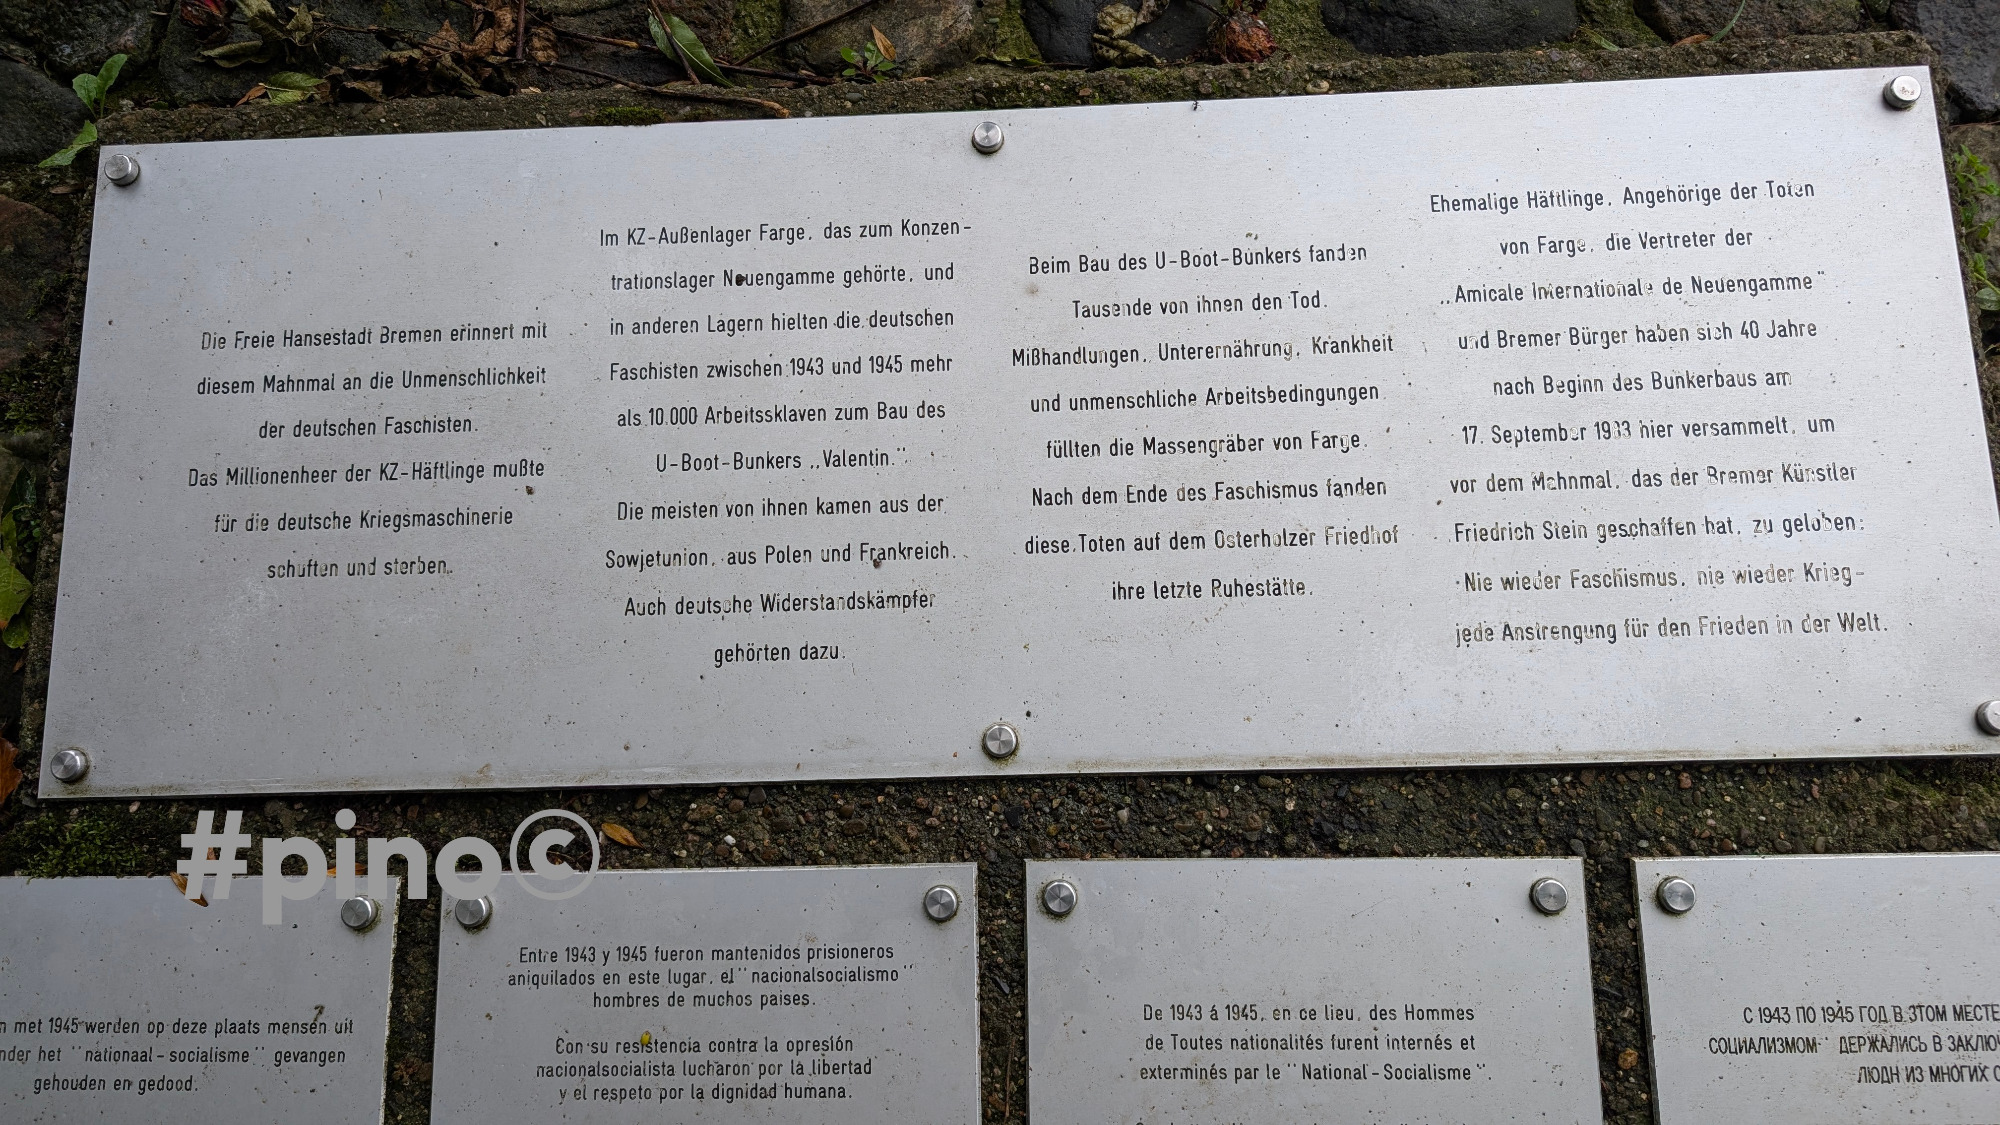 Die Freie Hansestadt Bremen erinnert mit
diesem Mahnmal an die Unmenschlichkeit
der deutschen Faschisten.
Das Millionenheer der KZ-Häftlinge mußte
für die deutsche Kriegsmaschinerie
schuften und sterben.
Im KZ-Außenlager Farge, das zum Konzen-
trationslager Neuengamme gehörte, und
in anderen Lagern hielten die deutschen
Faschisten zwischen 1943 und 1945 mehr
als 10.000 Arbeitssklaven zum Bau des
U-Boot-Bunkers „Valentin.“
Die meisten von ihnen kamen aus der
Sowjetunion, aus Polen und Frankreich.
Auch deutsche Widerstandskämpfer
gehörten dazu.
Beim Bau des U-Boot-Bunkers fanden
Tausende von ihnen den Tod.
Mißhandlungen, Unterernährung, Krankheit
und unmenschliche Arbeitsbedingungen
füllten die Massengräber von Farge.
Nach dem Ende des Faschismus fanden
diese Toten auf dem Osterholzer Friedhof
ihre letzte Ruhestätte.
Ehemalige Häftlinge, Angehörige der Toten
von Farge, die Vertreter der
„Amicale Internationale de Neuengamme“
und Bremer Bürger haben sich 40 Jahre
nach Beginn des Bunkerbaus am
17. September 1983 hier versammelt, um
vor dem Mahnmal, das der Bremer Künstler
Friedrich Stein geschaffen hat, zu geloben:
Nie wieder Faschismus, nie wieder Krieg-
jede Anstrengung für den Frieden in der Welt.
#pino©
met 1945 werden op deze plaats mensen uit
het "nationaal-socialisme" gevangen
gehouden en gedood.
Entre 1943 y 1945 fueron mantenidos prisioneros
aniquilados en este lugar, el "nacionalsocialismo"
hombres de muchos paises.
Con su resistencia contra la opresión
nacionalsocialista lucharon por la libertad
y el respeto por la dignidad humana.
De 1943 á 1945, en ce lieu, des Hommes
de Toutes nationalités furent internés et
exterminés par le "National-Socialisme".
С 1943 ПО 1945 ГОД В ЭТОМ МЕСТЕ
СОЦИАЛИЗМОМ" ДЕРЖАЛИСЬ В
ЛЮДН ИЗ МНОГИХ